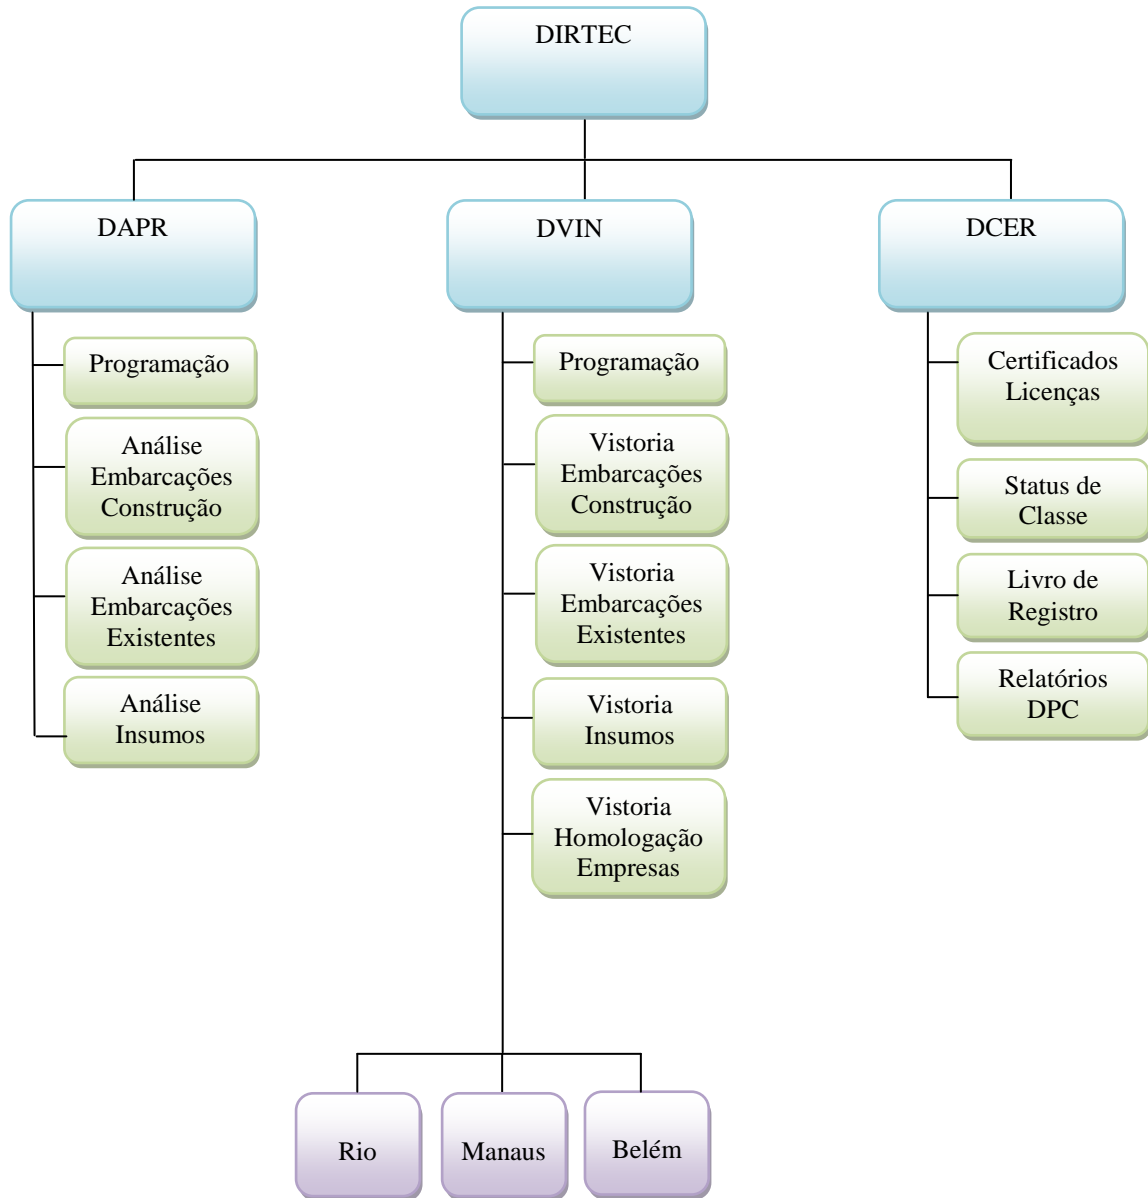 DIRTEC
DAPR
DVIN
DCER
Programação
Análise
Embarcações
Construção
Análise
Embarcações
Existentes
Análise
Insumos
Programação
Vistoria
Embarcações
Construção
Vistoria
Embarcações
Existentes
Vistoria
Insumos
Vistoria
Homologação
Empresas
Certificados
Licenças
Status de
Classe
Livro de
Registro
Relatórios
DPC
Rio
Manaus
Belém